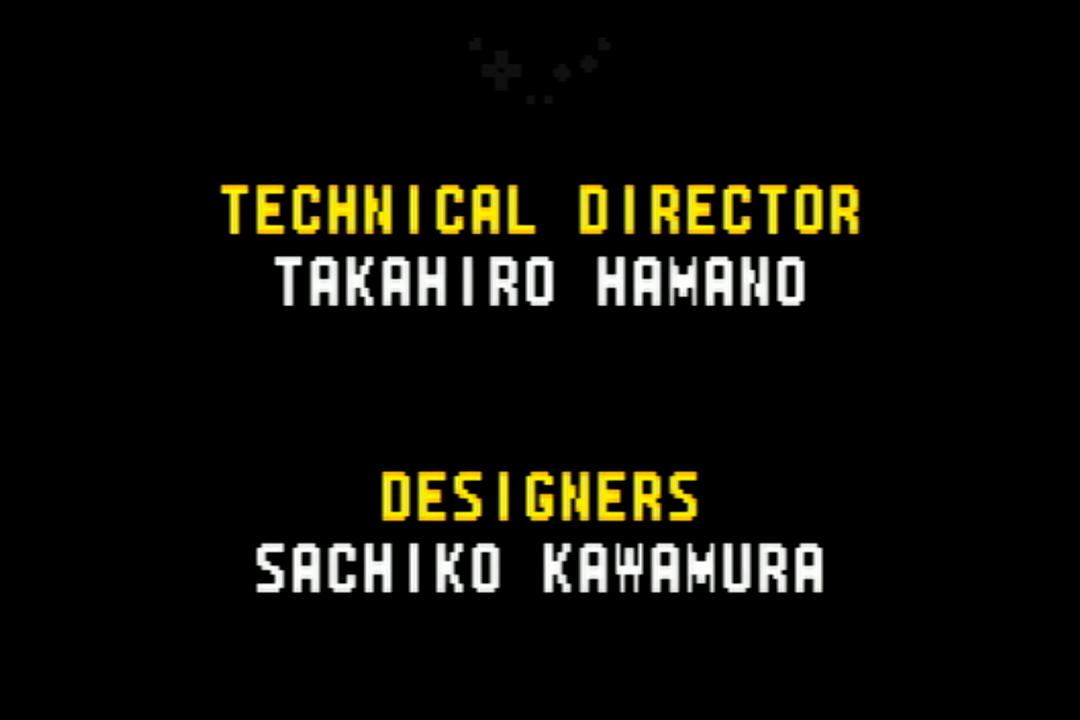 TECHNICAL DIRECTOR
TAKAHIRO HAMANO
DESIGNERS
SACHIKO KAWAMURA